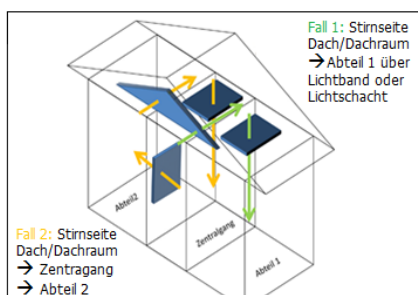 Fall 1: Stirnseite
Dach/Dachraum
→Abteil 1 über
Lichtband oder
Lichtschacht
Abteil2
Zentralgang
Abteil 1
Fall 2: Stirnseite
Dach/Dachraum
→ Zentragang
→ Abteil 2